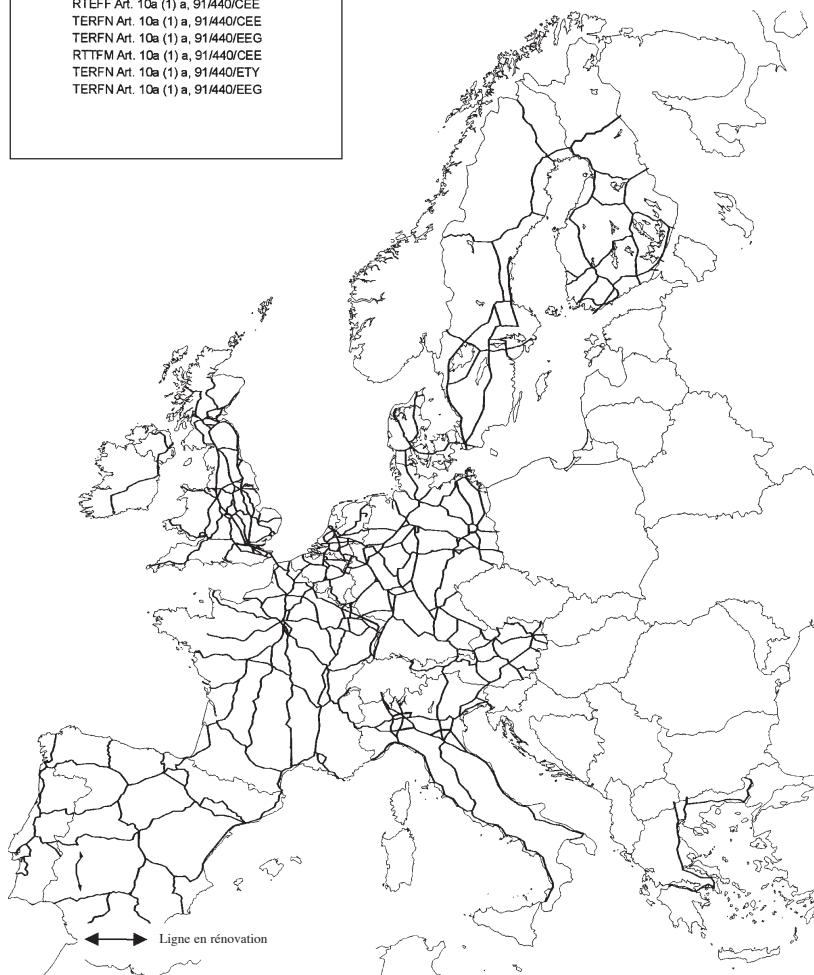 RTEFF Art. 10a (1) a, 91/440/CEE
TERFN Art. 10a (1) a, 91/440/CEE
TERFN Art. 10a (1) a, 91/440/EEG
RTTFM Art. 10a (1) a, 91/440/CEE
TERFN Art. 10a (1) a, 91/440/ETY
TERFN Art. 10a (1) a, 91/440/EEG
Ligne en rénovation